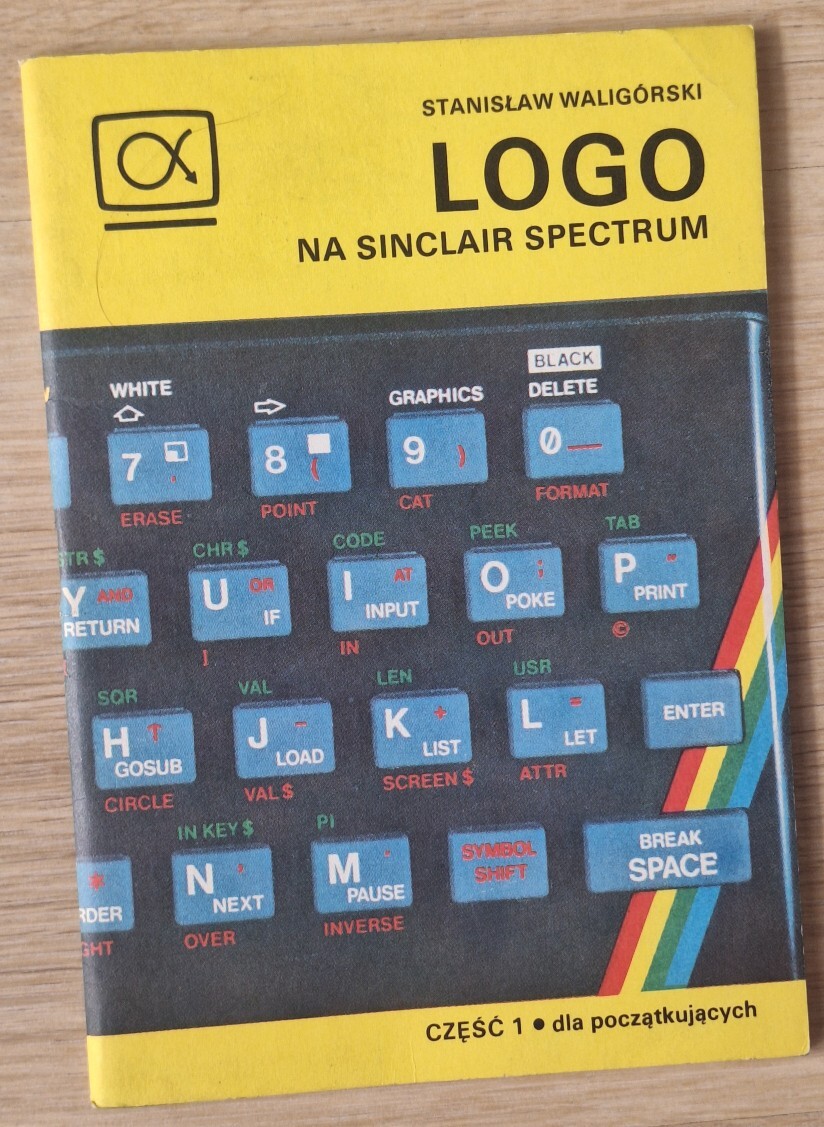 STANISŁAW WALIGÓRSKI
LOGO
NA SINCLAIR SPECTRUM
BLACK
WHITE GRAPHICS DELETE
7 ' 8 ( 9 ) 0 _
ERASE POINT CAT FORMAT
STR $ CHR $ CODE PEEK TAB
Y AND U OR I AT O ; P "
RETURN IF INPUT POKE PRINT
[ ] IN OUT ©
SQR VAL LEN USR
H ↑ J - K + L =
GOSUB LOAD LIST LET ENTER
CIRCLE VAL $ SCREEN $ ATTR
IN KEY $ PI
* N , M . SYMBOL BREAK
RDER NEXT PAUSE SHIFT SPACE
GHT OVER INVERSE
CZĘŚĆ 1 ● dla początkujących